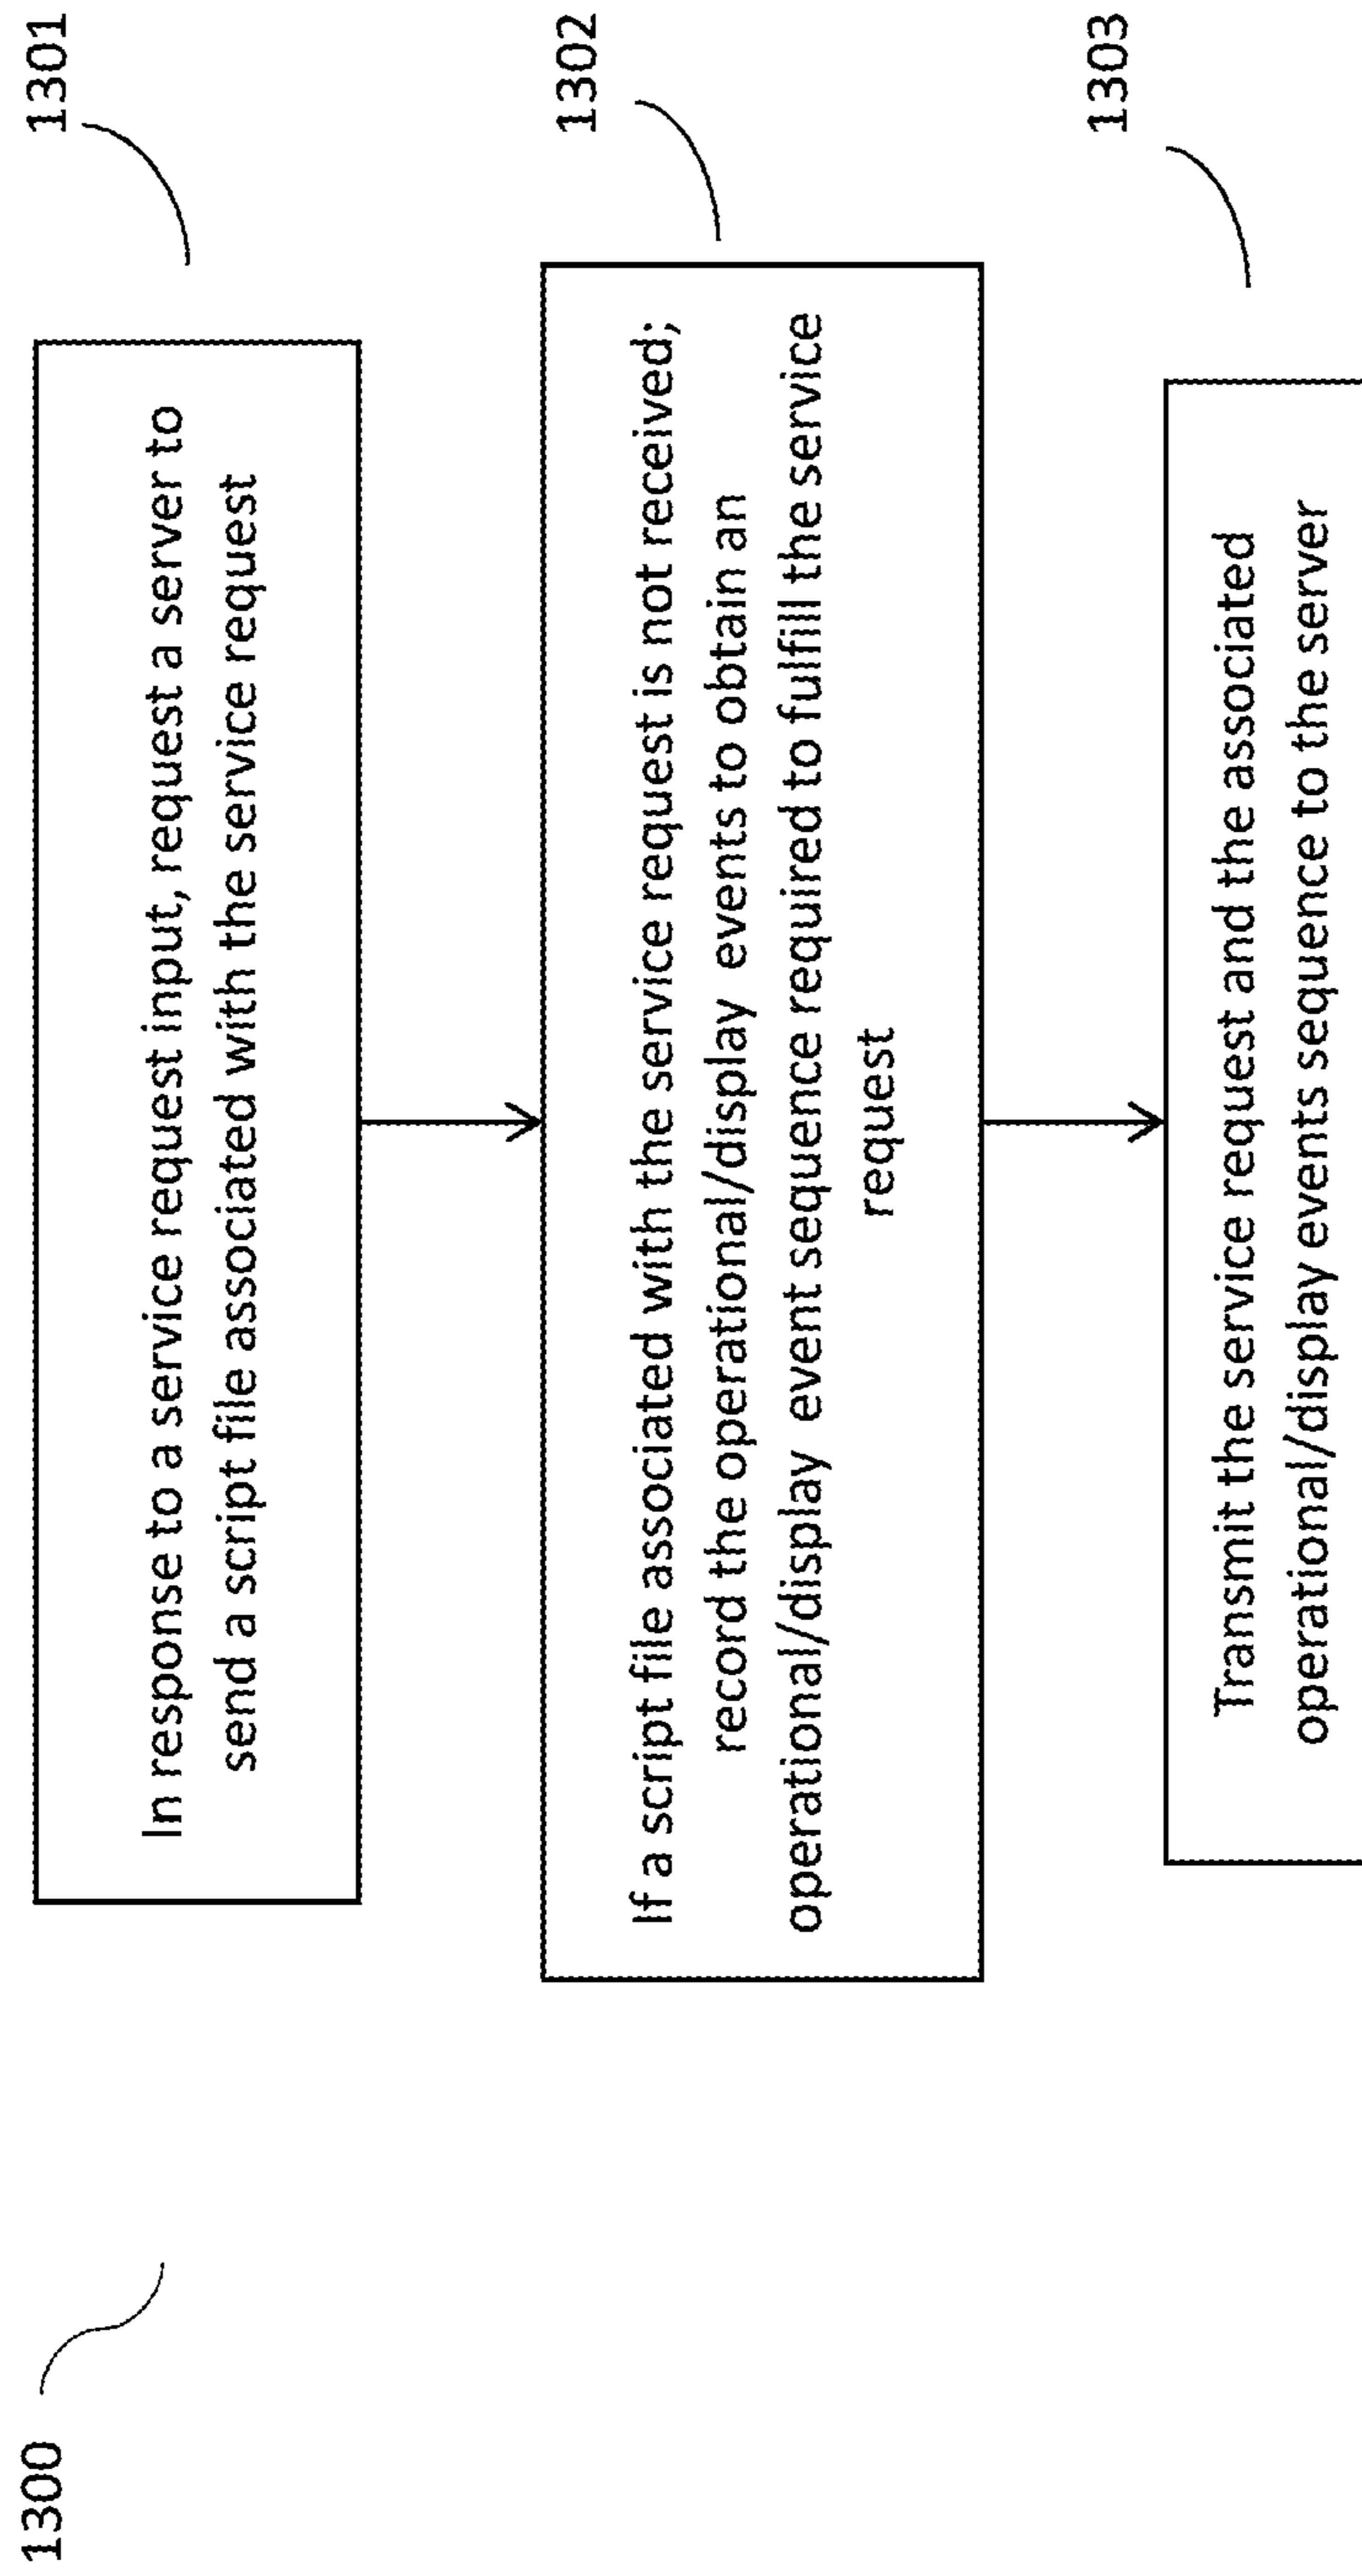 1300
1301
In response to a service request input, request a server to
send a script file associated with the service request
1302
If a script file associated with the service request is not received;
record the operational/display events to obtain an
operational/display event sequence required to fulfill the service
request
1303
Transmit the service request and the associated
operational/display events sequence to the server